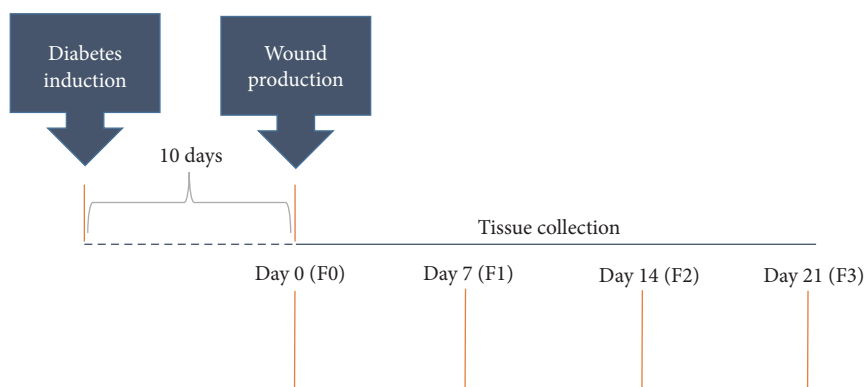 Diabetes
induction
Wound
production
10 days
Tissue collection
Day 0 (F0)
Day 7 (F1)
Day 14 (F2)
Day 21 (F3)